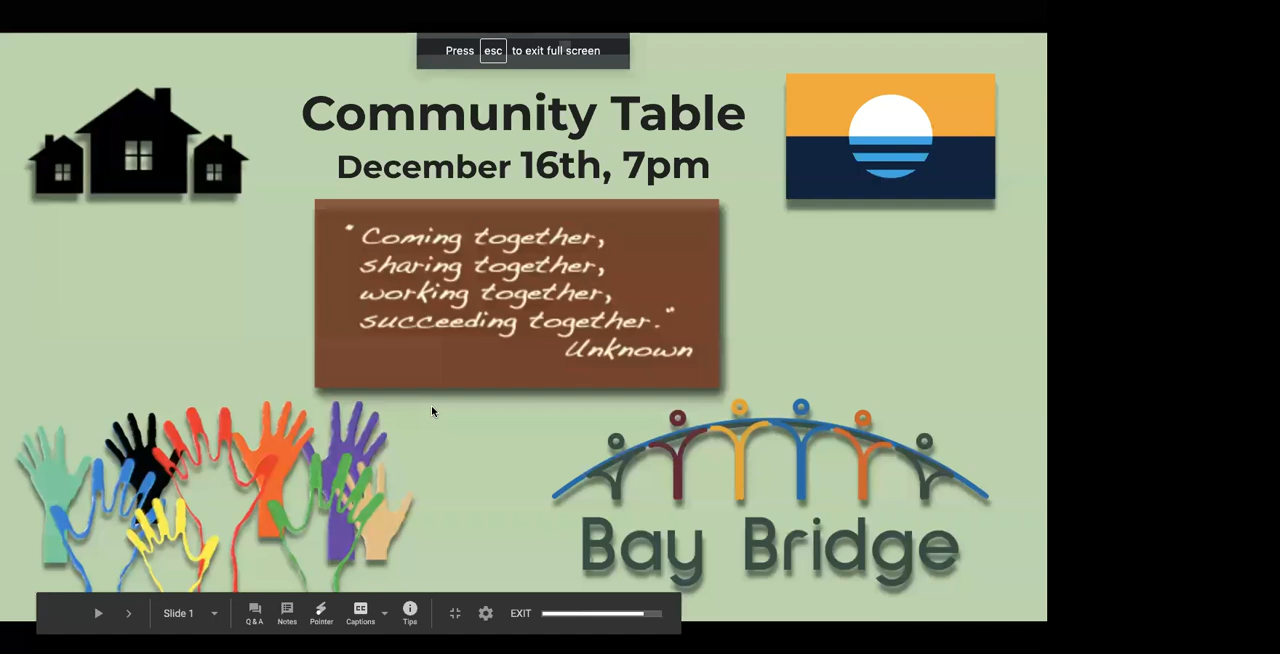 Press esc to exit full screen
Community Table
December 16th, 7pm
"Coming together,
sharing together,
working together,
succeeding together."
Unknown
Bay Bridge
Slide 1
Q & A
Notes
Pointer
Captions
Tips
EXIT